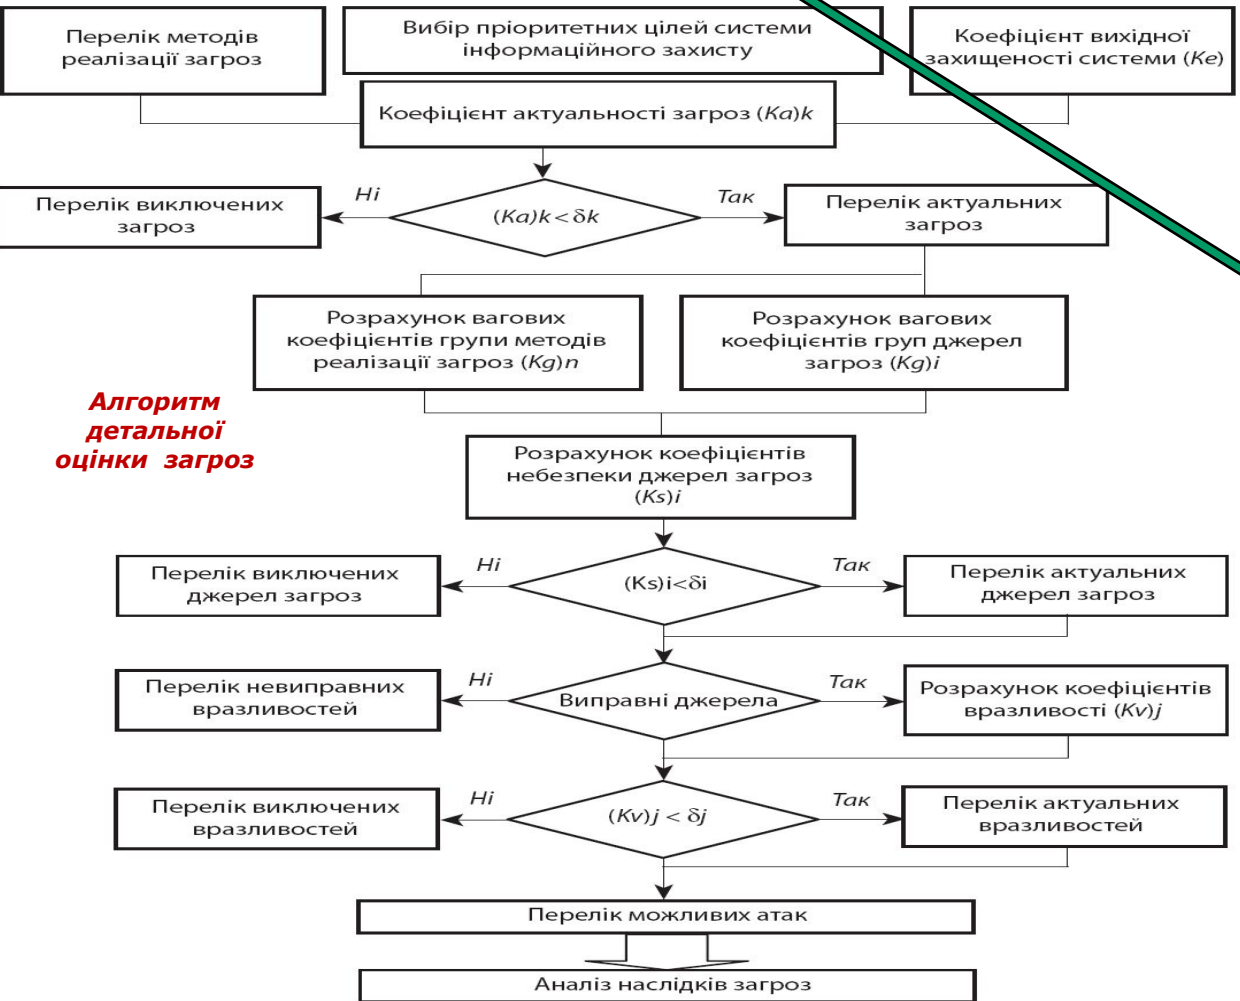 Перелік методів
реалізації загроз
Вибір пріоритетних цілей системи
інформаційного захисту
Коефіцієнт вихідної
захищеності системи (Ke)
Коефіцієнт актуальності загроз (Ka)k
Ні
Так
Перелік виключених
загроз
(Ka)k<δk
Перелік актуальних
загроз
Розрахунок вагових
коефіцієнтів групи методів
реалізації загроз (Kg)n
Розрахунок вагових
коефіцієнтів груп джерел
загроз (Kg)i
Алгоритм
детальної
оцінки загроз
Розрахунок коефіцієнтів
небезпеки джерел загроз
(Ks)i
Ні
Так
Перелік виключених
джерел загроз
(Ks)i<δi
Перелік актуальних
джерел загроз
Ні
Так
Перелік невиправних
вразливостей
Виправні джерела
Розрахунок коефіцієнтів
вразливості (Kv)j
Ні
Так
Перелік виключених
вразливостей
(Kv)j < δj
Перелік актуальних
вразливостей
Перелік можливих атак
Аналіз наслідків загроз